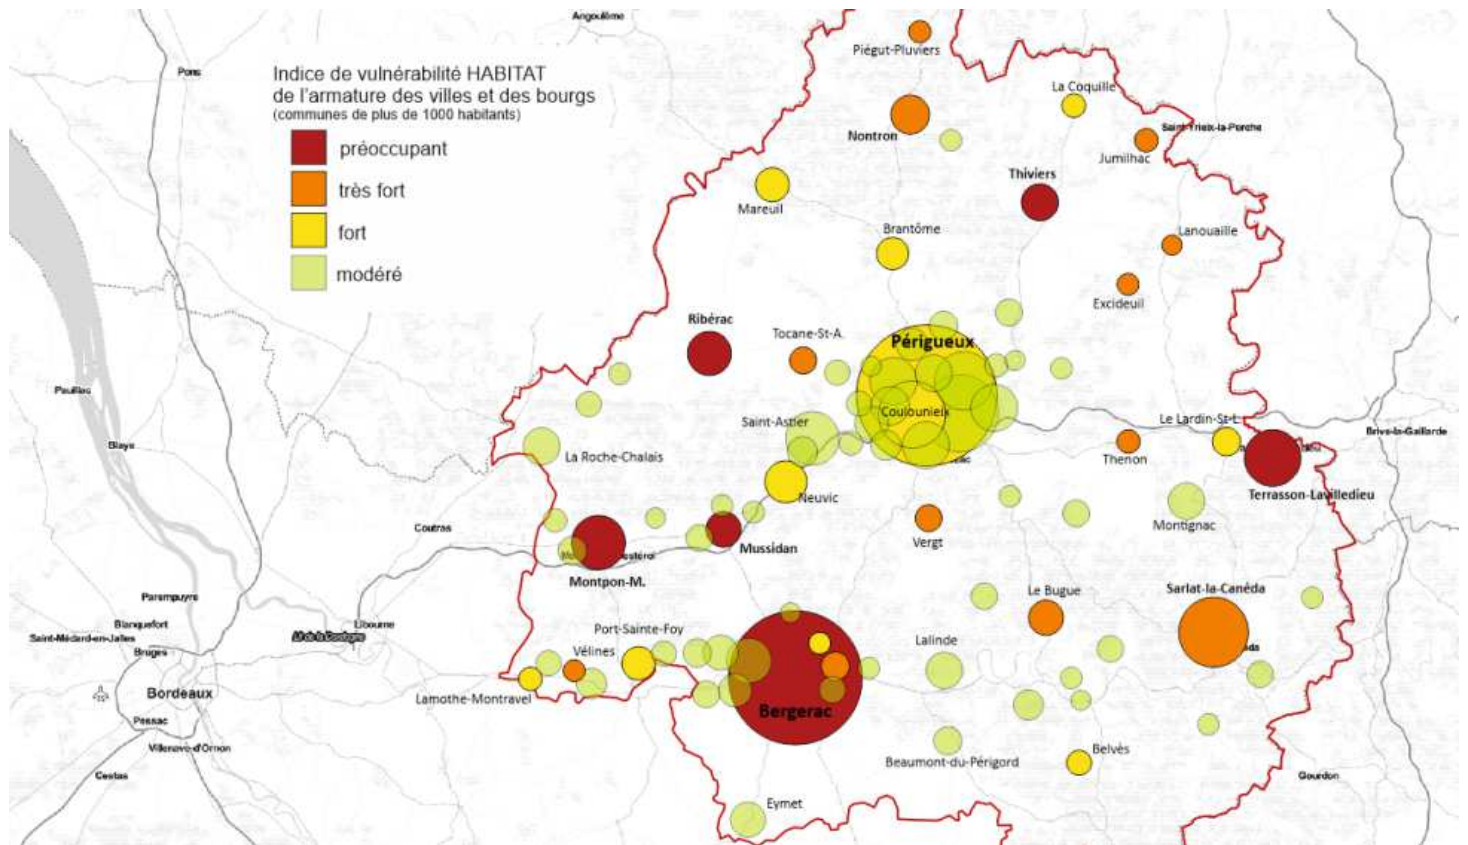 Angoulême
Piégut-Pluviers
Pons
Indice de vulnérabilité HABITAT
de l'armature des villes et des bourgs
(communes de plus de 1000 habitants)
préoccupant
très fort
fort
modéré
La Coquille
Nontron
Saint-Yrieix-la-Perche
Jumilhac
Thiviers
Mareuil
Brantôme
Lanouaille
Excideuil
Ribérac
Tocane-St-A.
Périgueux
Pauillac
Coulounieix
Saint-Astier
Le Lardin-St-L.
Brive-la-Gaillarde
Blaye
La Roche-Chalais
Thenon
Terrasson-Lavilledieu
Neuvic
Montignac
Coutras
Vergt
Mussidan
Montpon-M.
Le Bugue
Sarlat-la-Canéda
Parempuyre
Blanquefort
Libourne
Saint-Médard-en-Jalles
Port-Sainte-Foy
Lalinde
Bruges
Vélines
Bordeaux
Lamothe-Montravel
Bergerac
Pessac
Villenave-d'Ornon
Belvès
Beaumont-du-Périgord
Cestas
Gourdon
Eymet